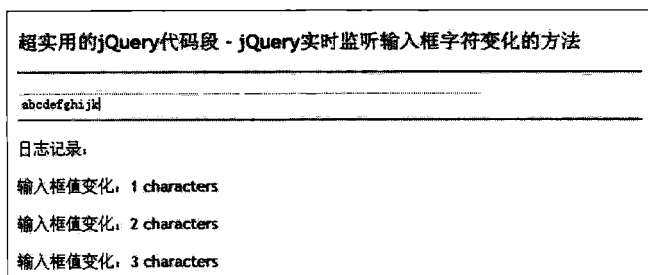 超实用的jQuery代码段 - jQuery实时监听输入框字符变化的方法
abcdefghijk
日志记录：
输入框值变化：1 characters
输入框值变化：2 characters
输入框值变化：3 characters